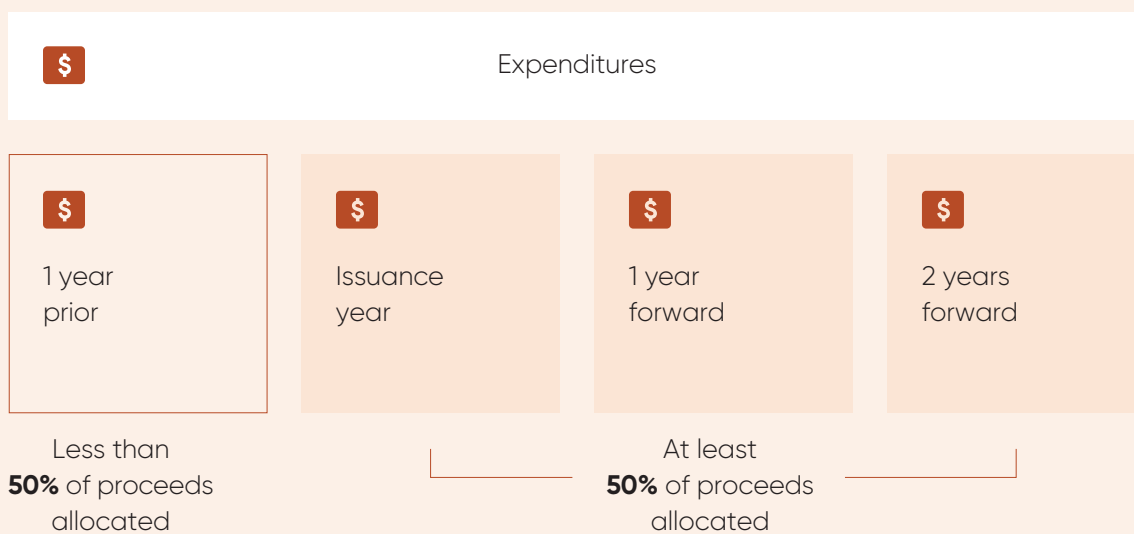 $
Expenditures
$
1 year
prior
$
Issuance
year
$
1 year
forward
$
2 years
forward
Less than
50% of proceeds
allocated
At least
50% of proceeds
allocated